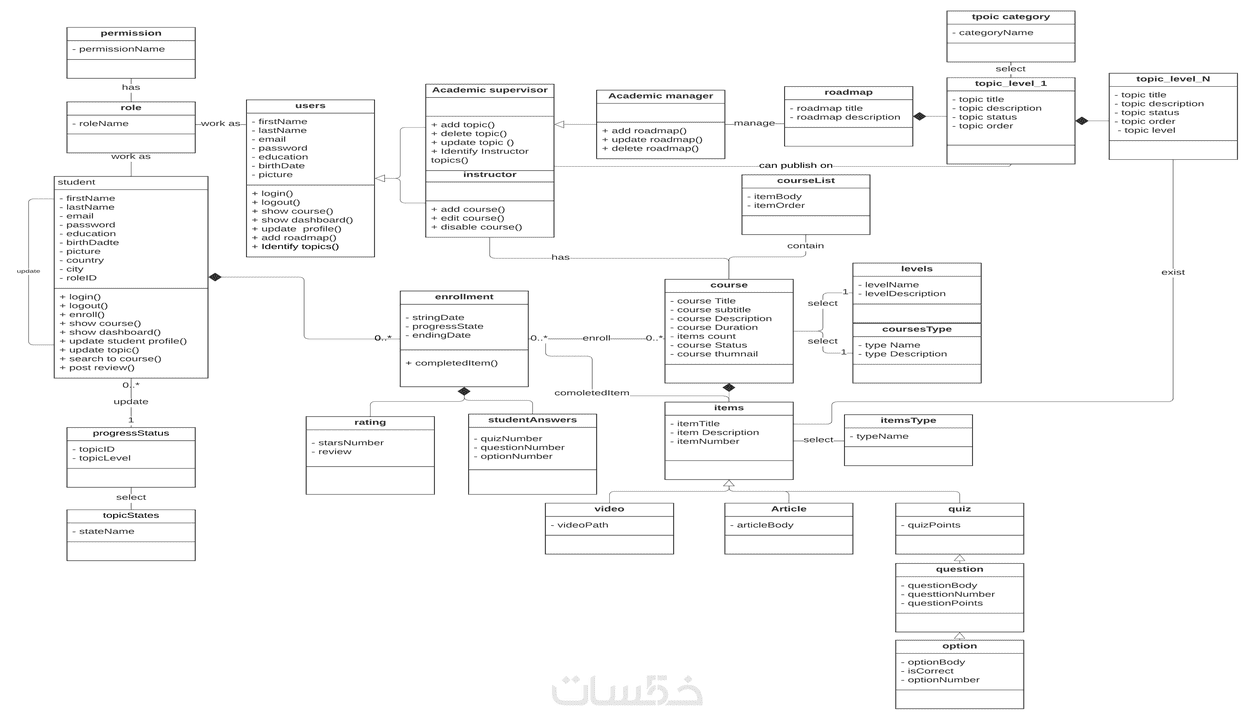 tpoic category
- categoryName
select
permission
- permissionName
has
role
- roleName
work as
work as
users
- firstName
- lastName
- email
- password
- education
- birthDate
- picture
+ login()
+ logout()
+ show course()
+ show dashboard()
+ update  profile()
+ add roadmap()
+ Identify topics()
Academic supervisor
+ add topic()
+ delete topic()
+ update topic ()
+ Identify Instructor
topics()
instructor
+ add course()
+ edit course()
+ disable course()
Academic manager
+ add roadmap()
+ update roadmap()
+ delete roadmap()
manage
roadmap
- roadmap title
- roadmap description
topic_level_1
- topic title
- topic description
- topic status
- topic order
topic_level_N
- topic title
- topic description
- topic status
- topic order
- topic level
can publish on
courseList
- itemBody
- itemOrder
contain
has
exist
student
- firstName
- lastName
- email
- password
- education
- birthDadte
- picture
- country
- city
- roleID
+ login()
+ logout()
+ enroll()
+ show course()
+ show dashboard()
+ update student profile()
+ update topic()
+ search to course()
+ post review()
update
0..*
update
1
progressStatus
- topicID
- topicLevel
select
topicStates
- stateName
enrollment
- stringDate
- progressState
- endingDate
+ completedItem()
0..*
0..*
enroll
0..*
comoletedItem
course
- course Title
- course subtitle
- course Description
- course Duration
- items count
- course Status
- course thumnail
select
1
select
1
levels
- levelName
- levelDescription
coursesType
- type Name
- type Description
rating
- starsNumber
- review
studentAnswers
- quizNumber
- questionNumber
- optionNumber
items
- itemTitle
- item Description
- itemNumber
select
itemsType
- typeName
video
- videoPath
Article
- articleBody
quiz
- quizPoints
question
- questionBody
- questtionNumber
- questionPoints
option
- optionBody
- isCorrect
- optionNumber
خمسات